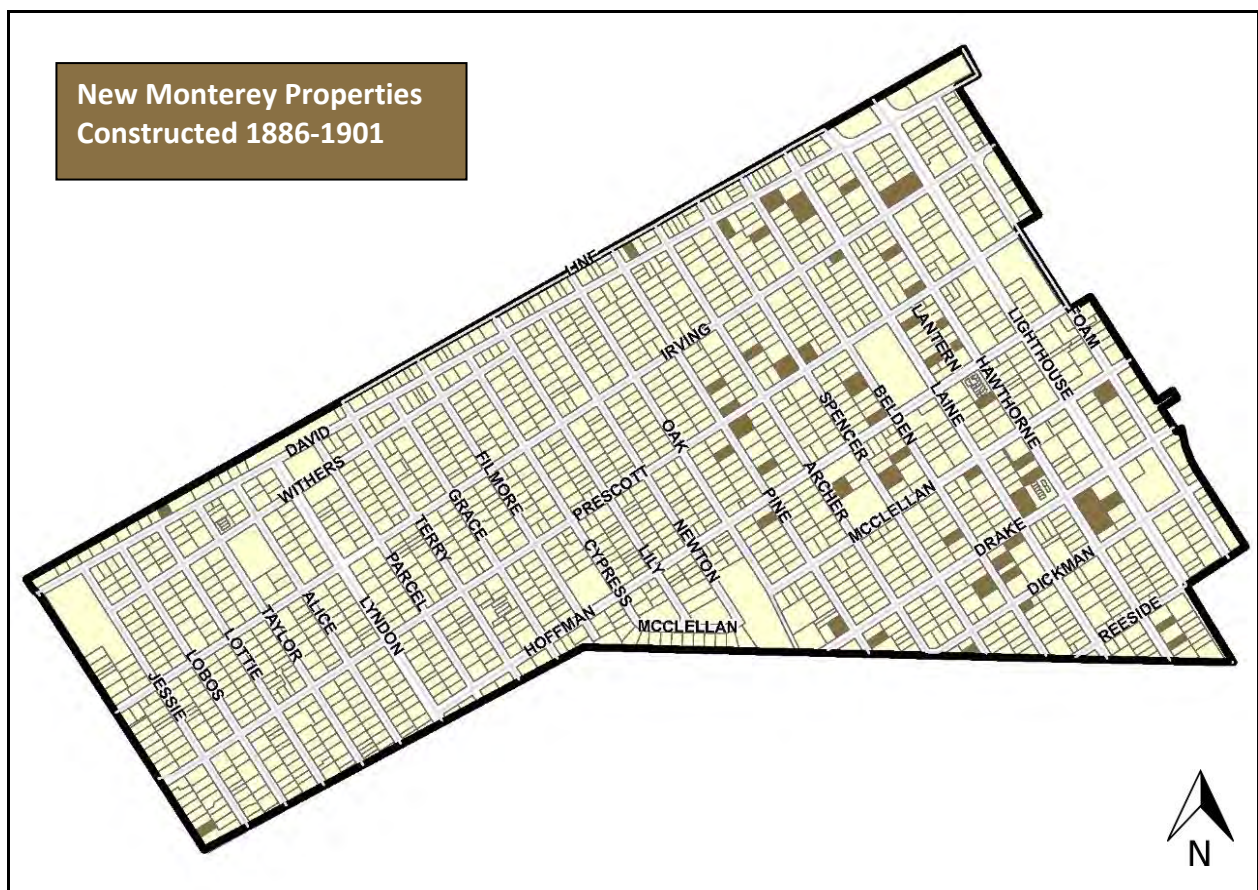 New Monterey Properties
Constructed 1886-1901
LINE
DAVID
WITHERS
IRVING
FOAM
LIGHTHOUSE
LANTERN
HAWTHORNE
LAINE
BELDEN
SPENCER
OAK
ARCHER
PINE
MCCLELLAN
FILMORE
GRACE
PRESCOTT
TERRY
NEWTON
LILY
CYPRESS
PARCEL
DRAKE
DICKMAN
REESIDE
HOFFMAN
MCCLELLAN
LYNDON
ALICE
TAYLOR
LOTTIE
LOBOS
JESSIE
N